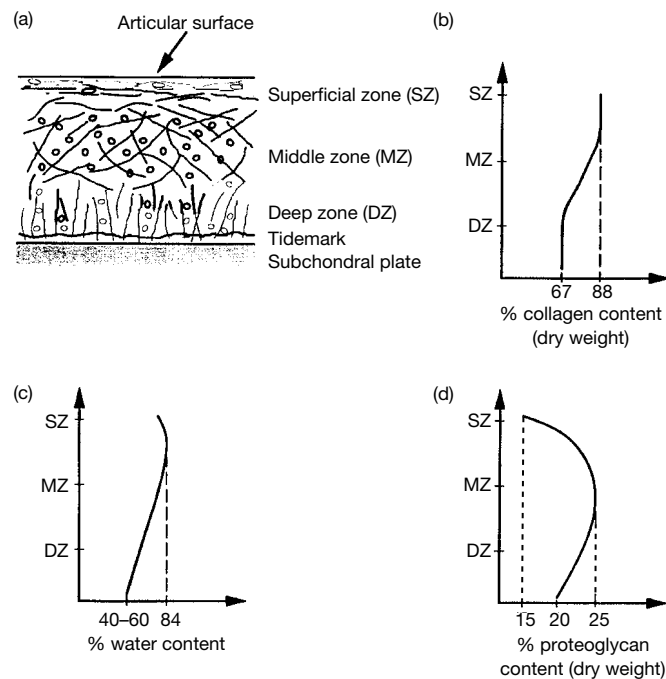 (a)
Articular surface
Superficial zone (SZ)
Middle zone (MZ)
Deep zone (DZ)
Tidemark
Subchondral plate
(b)
SZ
MZ
DZ
67 88
% collagen content
(dry weight)
(c)
SZ
MZ
DZ
40–60 84
% water content
(d)
SZ
MZ
DZ
15 20 25
% proteoglycan
content (dry weight)